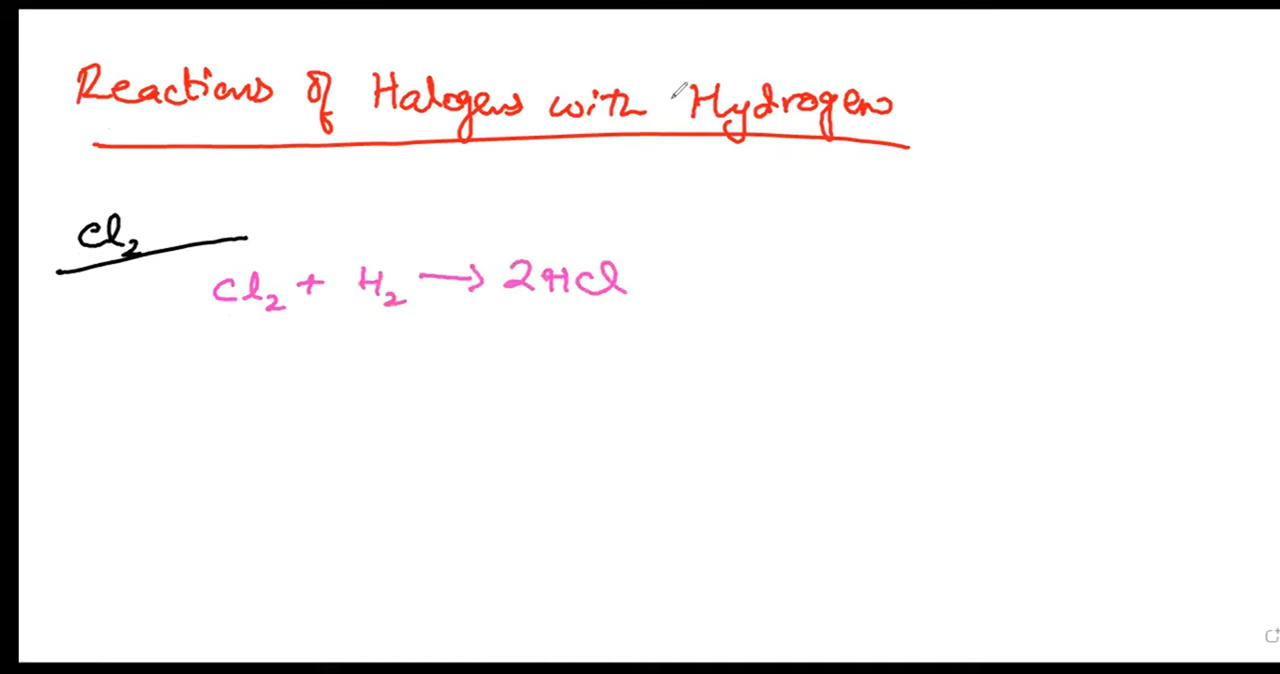 Reactions of Halogens with Hydrogens
Cl₂
Cl₂ + H₂ → 2HCl